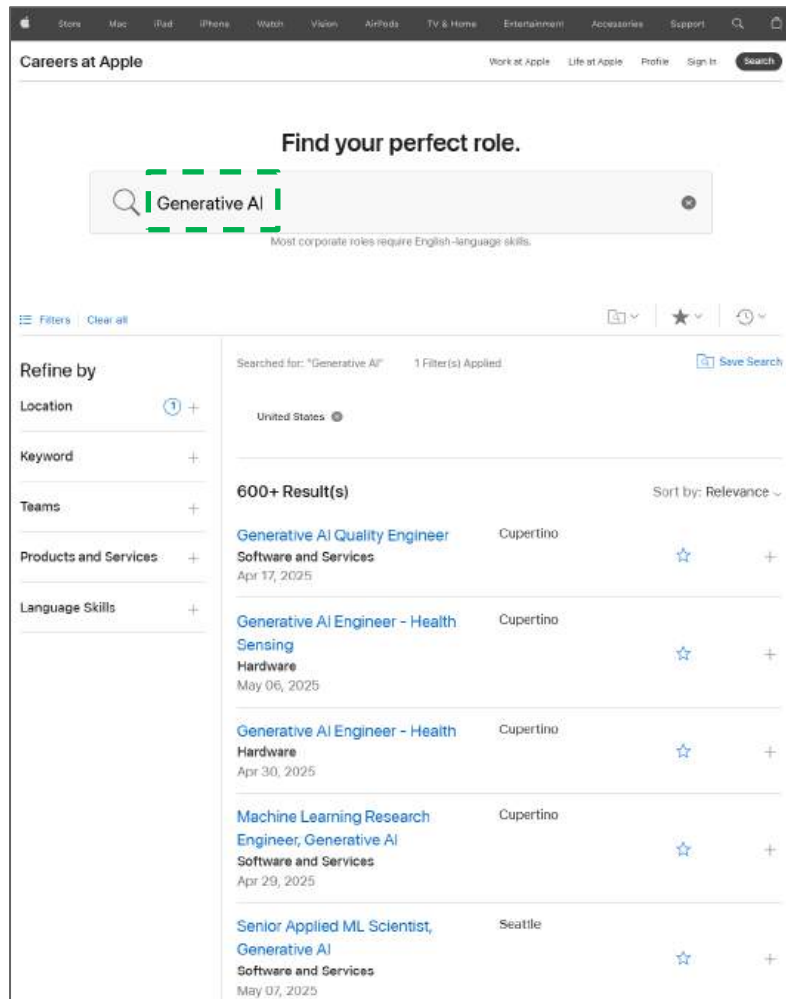 Store Mac iPad iPhone Watch Vision AirPods TV & Home Entertainment Accessories Support
Careers at Apple
Work at Apple Life at Apple Profile Sign In Search
Find your perfect role.
Generative AI
Most corporate roles require English-language skills.
Filters Clear all
Refine by
Location 1 +
Keyword +
Teams +
Products and Services +
Language Skills +
Searched for: "Generative AI" 1 Filter(s) Applied Save Search
United States
600+ Result(s) Sort by: Relevance
Generative AI Quality Engineer Cupertino
Software and Services
Apr 17, 2025
Generative AI Engineer - Health Cupertino
Sensing
Hardware
May 06, 2025
Generative AI Engineer - Health Cupertino
Hardware
Apr 30, 2025
Machine Learning Research Cupertino
Engineer, Generative AI
Software and Services
Apr 29, 2025
Senior Applied ML Scientist, Seattle
Generative AI
Software and Services
May 07, 2025